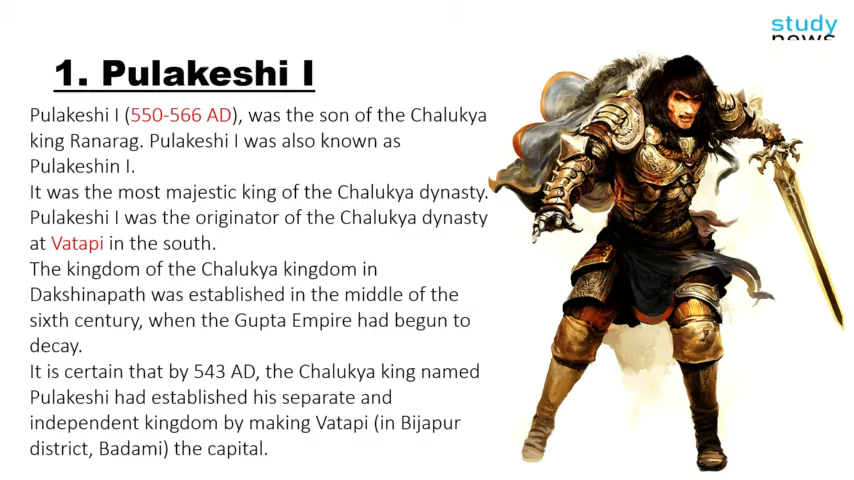 study
news
1. Pulakeshi I
Pulakeshi I (550-566 AD), was the son of the Chalukya
king Ranarag. Pulakeshi I was also known as
Pulakeshin I.
It was the most majestic king of the Chalukya dynasty.
Pulakeshi I was the originator of the Chalukya dynasty
at Vatapi in the south.
The kingdom of the Chalukya kingdom in
Dakshinapath was established in the middle of the
sixth century, when the Gupta Empire had begun to
decay.
It is certain that by 543 AD, the Chalukya king named
Pulakeshi had established his separate and
independent kingdom by making Vatapi (in Bijapur
district, Badami) the capital.